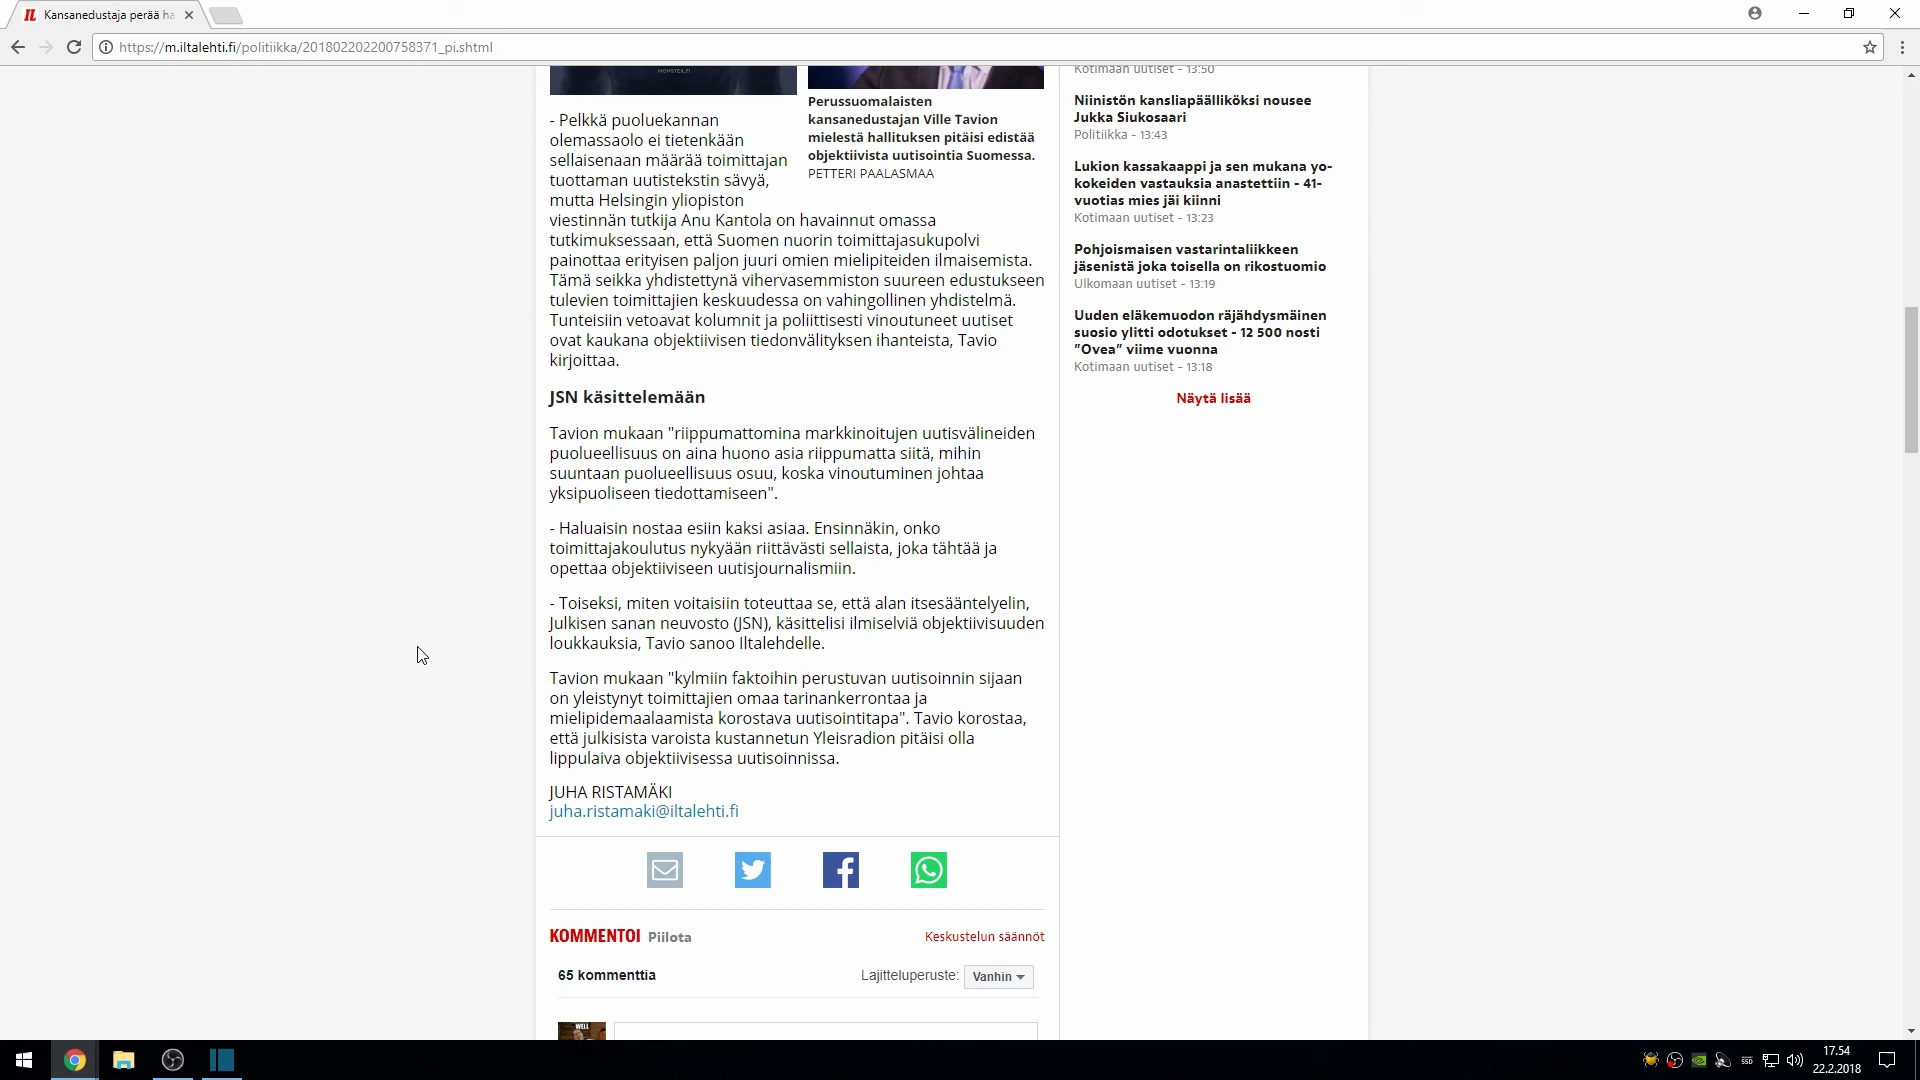 Kansanedustaja perää ha
https://m.iltalehti.fi/politiikka/201802202200758371_pi.shtml
MONSTER.FI
Perussuomalaisten
kansanedustajan Ville Tavion
mielestä hallituksen pitäisi edistää
objektiivista uutisointia Suomessa.
PETTERI PAALASMAA
- Pelkkä puoluekannan
olemassaolo ei tietenkään
sellaisenaan määrää toimittajan
tuottaman uutistekstin sävyä,
mutta Helsingin yliopiston
viestinnän tutkija Anu Kantola on havainnut omassa
tutkimuksessaan, että Suomen nuorin toimittajasukupolvi
painottaa erityisen paljon juuri omien mielipiteiden ilmaisemista.
Tämä seikka yhdistettynä vihervasemmiston suureen edustukseen
tulevien toimittajien keskuudessa on vahingollinen yhdistelmä.
Tunteisiin vetoavat kolumnit ja poliittisesti vinoutuneet uutiset
ovat kaukana objektiivisen tiedonvälityksen ihanteista, Tavio
kirjoittaa.
JSN käsittelemään
Tavion mukaan "riippumattomina markkinoitujen uutisvälineiden
puolueellisuus on aina huono asia riippumatta siitä, mihin
suuntaan puolueellisuus osuu, koska vinoutuminen johtaa
yksipuoliseen tiedottamiseen".
- Haluaisin nostaa esiin kaksi asiaa. Ensinnäkin, onko
toimittajakoulutus nykyään riittävästi sellaista, joka tähtää ja
opettaa objektiiviseen uutisjournalismiin.
- Toiseksi, miten voitaisiin toteuttaa se, että alan itsesääntelyelin,
Julkisen sanan neuvosto (JSN), käsittelisi ilmiselviä objektiivisuuden
loukkauksia, Tavio sanoo Iltalehdelle.
Tavion mukaan "kylmiin faktoihin perustuvan uutisoinnin sijaan
on yleistynyt toimittajien omaa tarinankerrontaa ja
mielipidemaalaamista korostava uutisointitapa". Tavio korostaa,
että julkisista varoista kustannetun Yleisradion pitäisi olla
lippulaiva objektiivisessa uutisoinnissa.
JUHA RISTAMÄKI
juha.ristamaki@iltalehti.fi
KOMMENTOI Piilota
Keskustelun säännöt
65 kommenttia
Lajitteluperuste: Vanhin
WELL
Kotimaan uutiset - 13:50
Niinistön kansliapäälliköksi nousee
Jukka Siukosaari
Politiikka - 13:43
Lukion kassakaappi ja sen mukana yo-
kokeiden vastauksia anastettiin - 41-
vuotias mies jäi kiinni
Kotimaan uutiset - 13:23
Pohjoismaisen vastarintaliikkeen
jäsenistä joka toisella on rikostuomio
Ulkomaan uutiset - 13:19
Uuden eläkemuodon räjähdysmäinen
suosio ylitti odotukset - 12 500 nosti
"Ovea" viime vuonna
Kotimaan uutiset - 13:18
Näytä lisää
SSD
17.54
22.2.2018